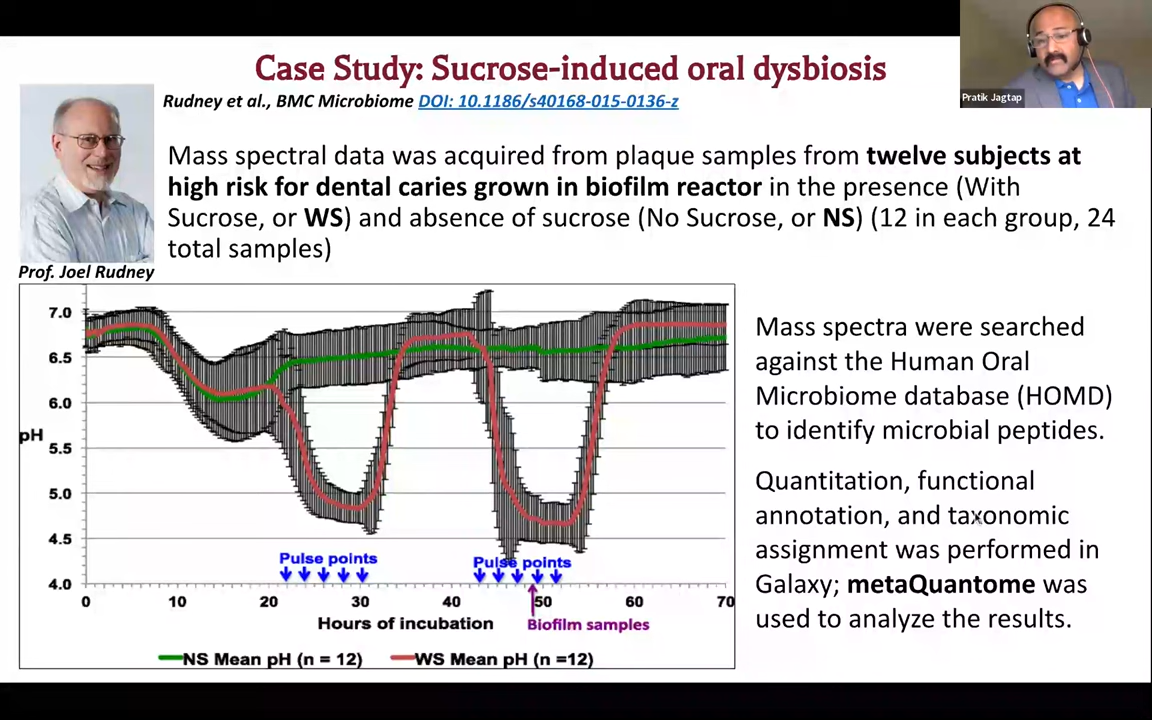 Case Study: Sucrose-induced oral dysbiosis
Rudney et al., BMC Microbiome DOI: 10.1186/s40168-015-0136-z
Pratik Jagtap
Mass spectral data was acquired from plaque samples from twelve subjects at
high risk for dental caries grown in biofilm reactor in the presence (With
Sucrose, or WS) and absence of sucrose (No Sucrose, or NS) (12 in each group, 24
total samples)
Prof. Joel Rudney
7.0
6.5
6.0
pH
5.5
5.0
4.5
4.0
Pulse points
Pulse points
0 10 20 30 40 50 60 70
Hours of incubation
Biofilm samples
NS Mean pH (n = 12)
WS Mean pH (n =12)
Mass spectra were searched
against the Human Oral
Microbiome database (HOMD)
to identify microbial peptides.
Quantitation, functional
annotation, and taxonomic
assignment was performed in
Galaxy; metaQuantome was
used to analyze the results.